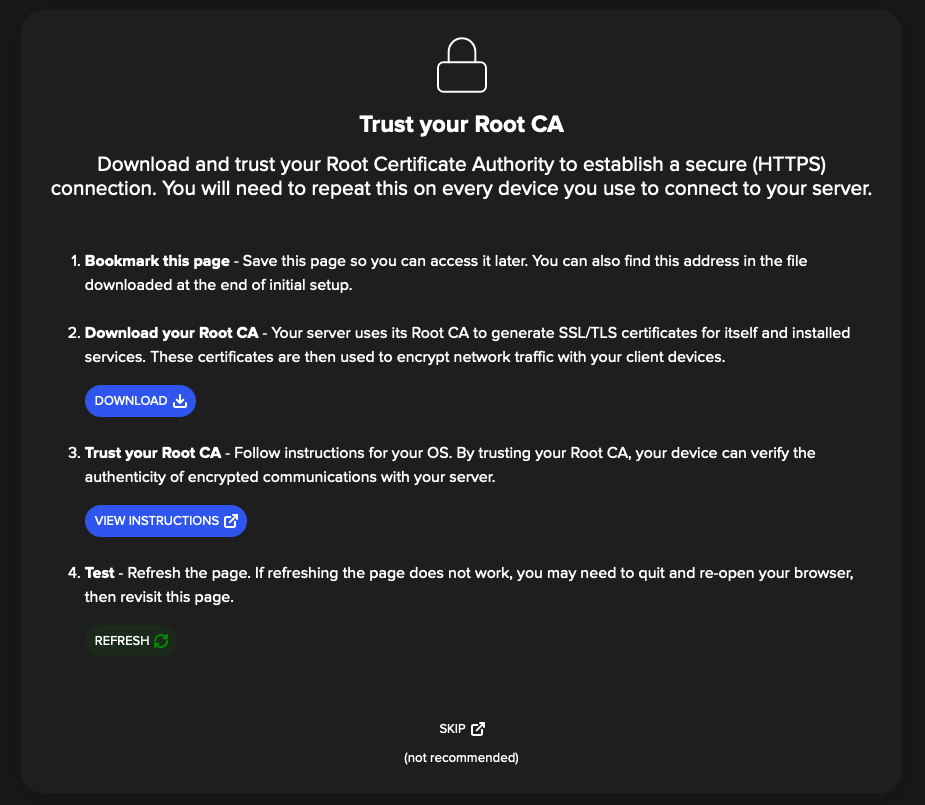 Trust your Root CA
Download and trust your Root Certificate Authority to establish a secure (HTTPS)
connection. You will need to repeat this on every device you use to connect to your server.
1. Bookmark this page - Save this page so you can access it later. You can also find this address in the file
downloaded at the end of initial setup.
2. Download your Root CA - Your server uses its Root CA to generate SSL/TLS certificates for itself and installed
services. These certificates are then used to encrypt network traffic with your client devices.
DOWNLOAD
3. Trust your Root CA - Follow instructions for your OS. By trusting your Root CA, your device can verify the
authenticity of encrypted communications with your server.
VIEW INSTRUCTIONS
4. Test - Refresh the page. If refreshing the page does not work, you may need to quit and re-open your browser,
then revisit this page.
REFRESH
SKIP
(not recommended)